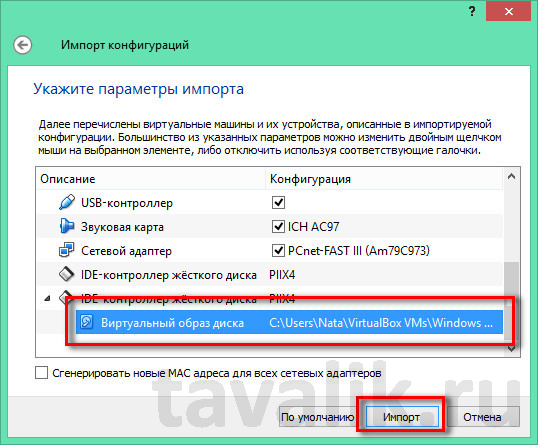 ?
Импорт конфигураций
Укажите параметры импорта
Далее перечислены виртуальные машины и их устройства, описанные в импортируемой
конфигурации. Большинство из указанных параметров можно изменить двойным щелчком
мыши на выбранном элементе, либо отключить используя соответствующие галочки.
Описание Конфигурация
USB-контроллер
Звуковая карта ICH AC97
Сетевой адаптер PCnet-FAST III (Am79C973)
IDE-контроллер жёсткого диска PIIX4
IDE-контроллер жёсткого диска PIIX4
Виртуальный образ диска C:\Users\Nata\VirtualBox VMs\Windows ...
Сгенерировать новые MAC адреса для всех сетевых адаптеров
tavalik.ru
По умолчанию Импорт Отмена